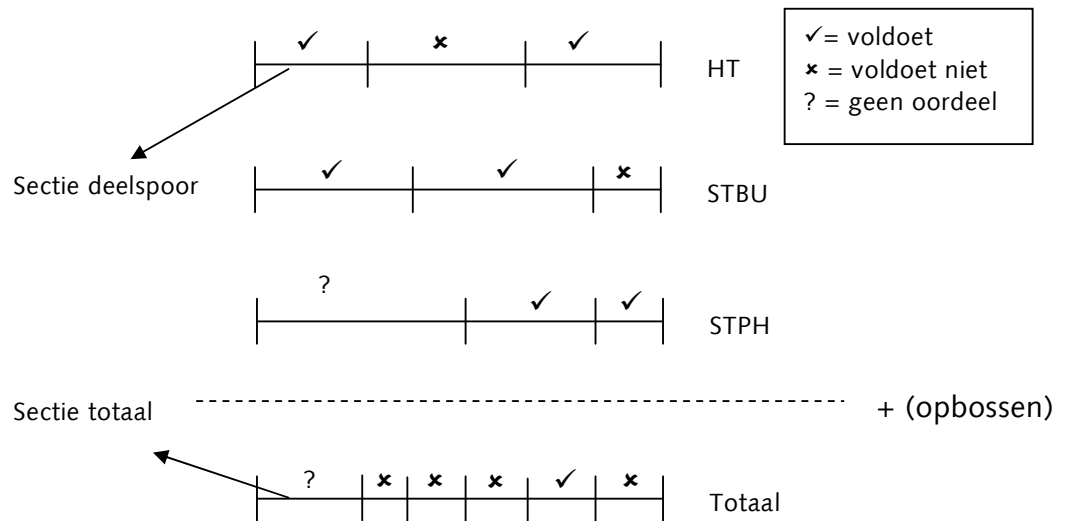 ✓ ✘ ✓
HT
✓= voldoet
✘ = voldoet niet
? = geen oordeel
Sectie deelspoor
✓ ✓ ✘
STBU
? ✓ ✓
STPH
Sectie totaal
+ (opbossen)
? ✘ ✘ ✘ ✓ ✘
Totaal